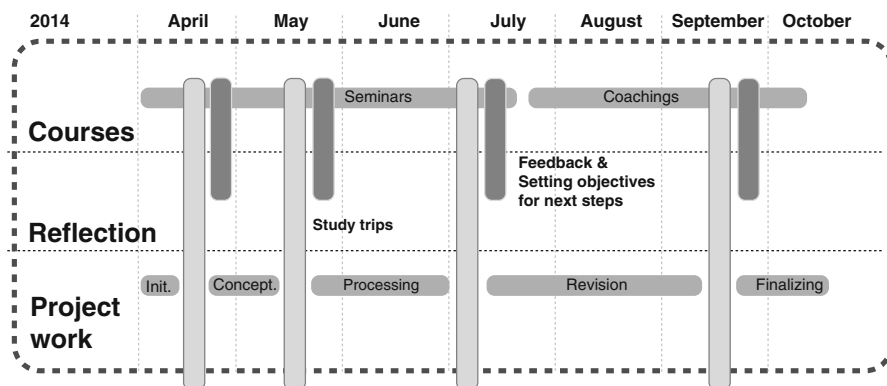 2014 April May June July August September October
Seminars Coachings
Courses
Feedback &
Setting objectives
for next steps
Study trips
Reflection
Init. Concept. Processing Revision Finalizing
Project
work